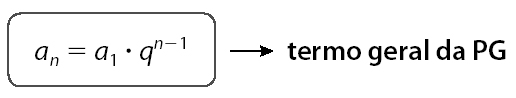 aₙ = a₁ · qⁿ⁻¹ → termo geral da PG